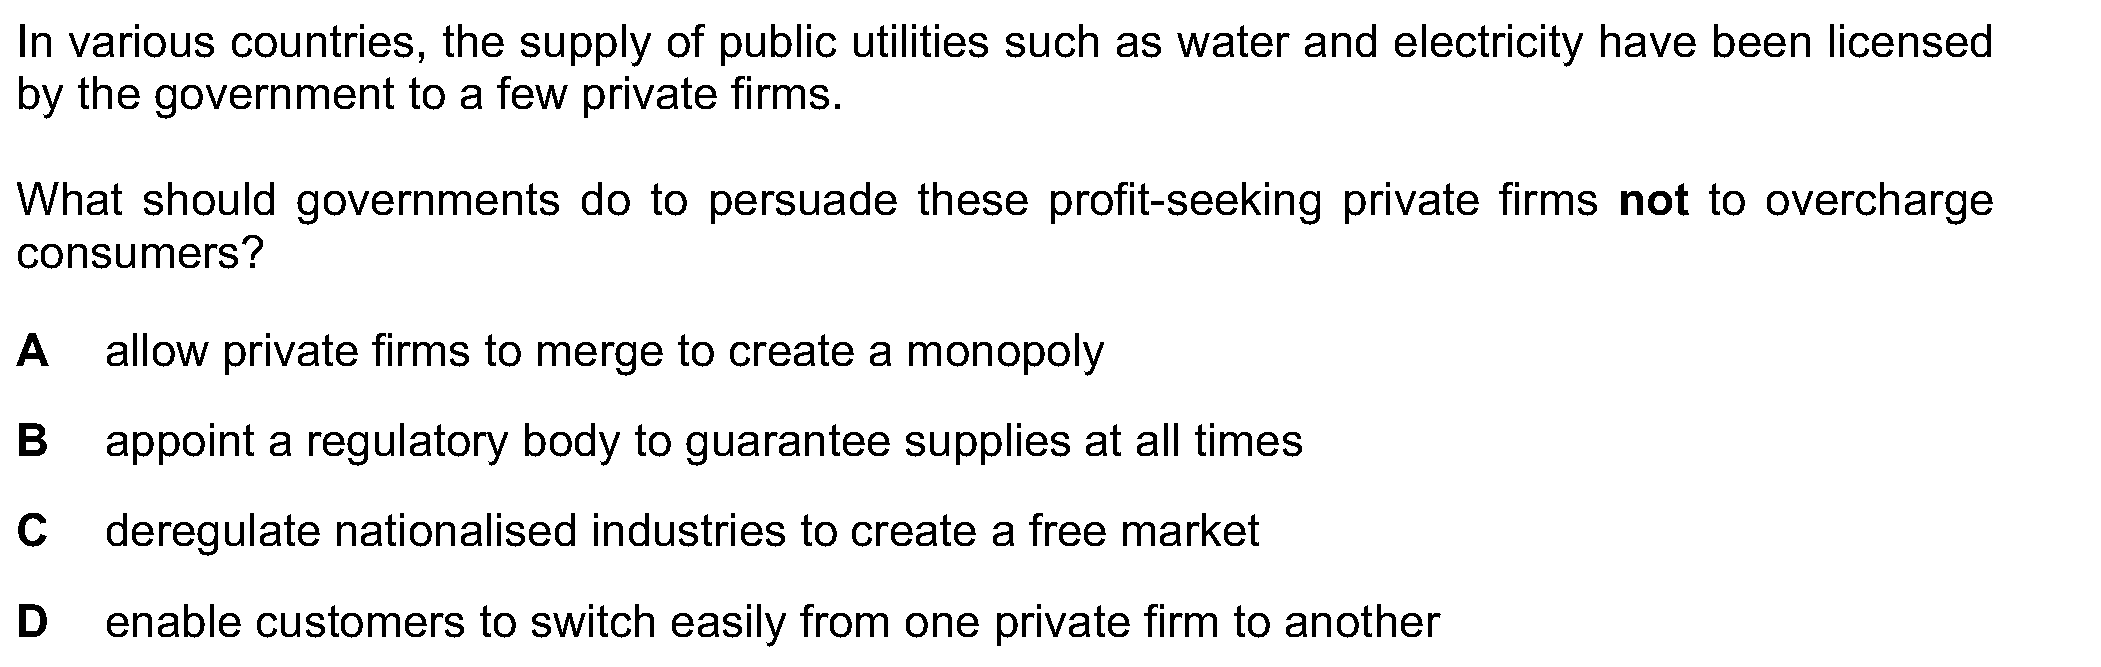 In various countries, the supply of public utilities such as water and electricity have been licensed
by the government to a few private firms.
What should governments do to persuade these profit-seeking private firms not to overcharge
consumers?
A allow private firms to merge to create a monopoly
B appoint a regulatory body to guarantee supplies at all times
C deregulate nationalised industries to create a free market
D enable customers to switch easily from one private firm to another